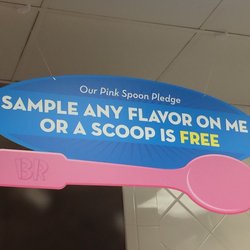 Our Pink Spoon Pledge
SAMPLE ANY FLAVOR ON ME
OR A SCOOP IS FREE
BR